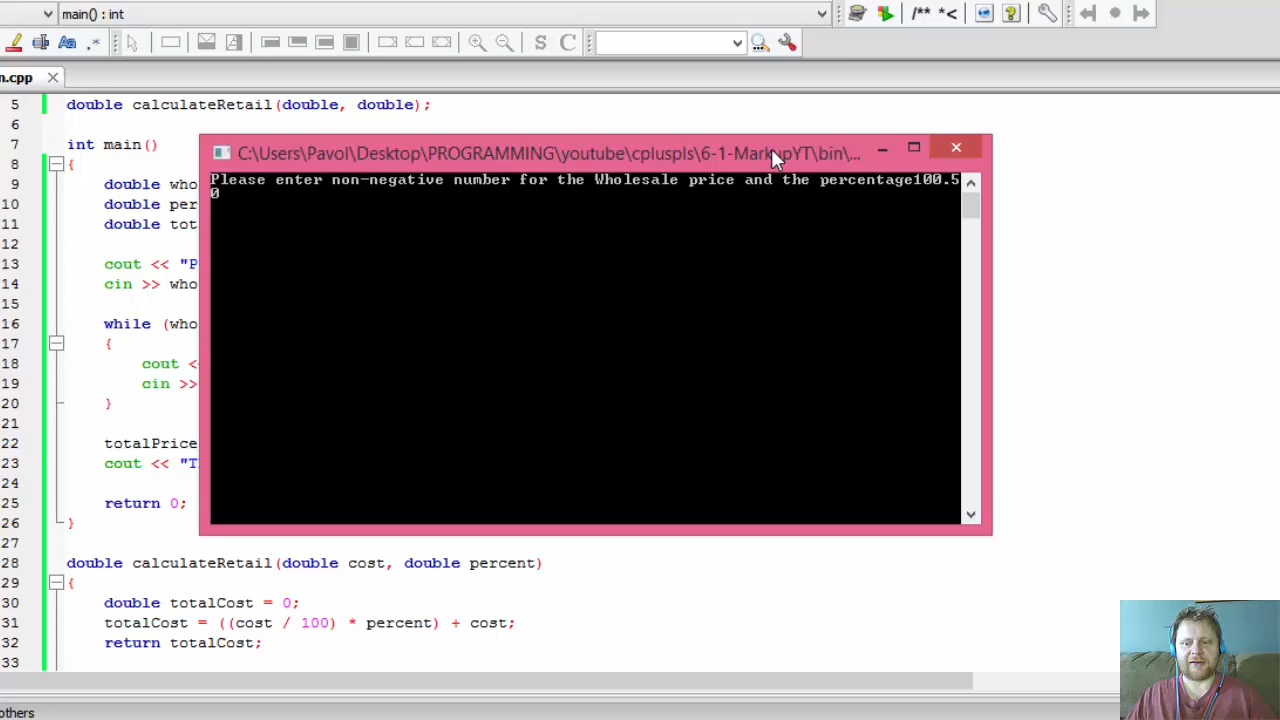 main() : int
/** *<
S C
n.cpp
5 double calculateRetail(double, double);
6
7 int main()
8 {
9 double who
10 double per
11 double tot
12
13 cout << "P
14 cin >> who
15
16 while (who
17 {
18 cout <
19 cin >>
20 }
21
22 totalPrice
23 cout << "T
24
25 return 0;
26 }
27
28 double calculateRetail(double cost, double percent)
29 {
30 double totalCost = 0;
31 totalCost = ((cost / 100) * percent) + cost;
32 return totalCost;
33
C:\Users\Pavol\Desktop\PROGRAMMING\youtube\cpluspls\6-1-MarkupYT\bin\...
Please enter non-negative number for the Wholesale price and the percentage100.5
0
others